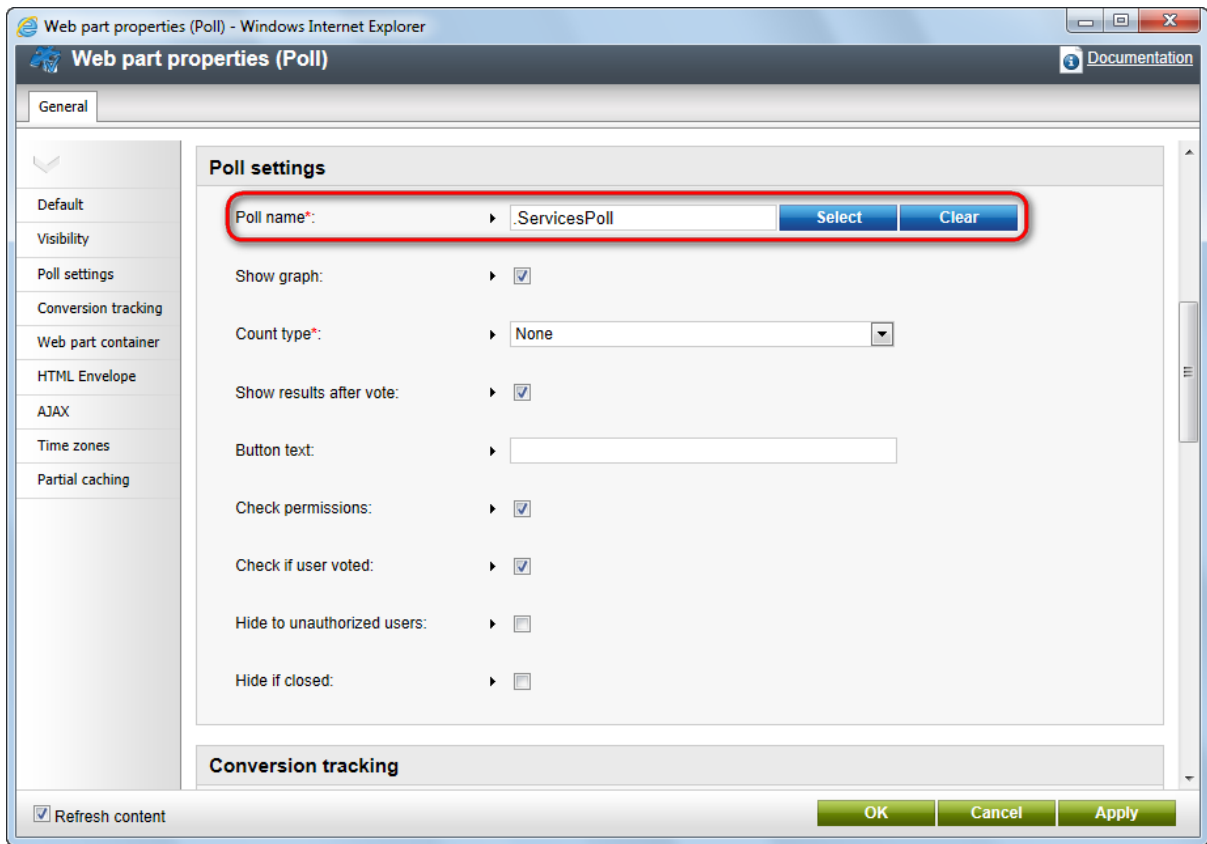 Web part properties (Poll) - Windows Internet Explorer
Web part properties (Poll)
Documentation
General
Default
Visibility
Poll settings
Conversion tracking
Web part container
HTML Envelope
AJAX
Time zones
Partial caching
Poll settings
Poll name*: .ServicesPoll Select Clear
Show graph:
Count type*: None
Show results after vote:
Button text:
Check permissions:
Check if user voted:
Hide to unauthorized users:
Hide if closed:
Conversion tracking
Refresh content OK Cancel Apply